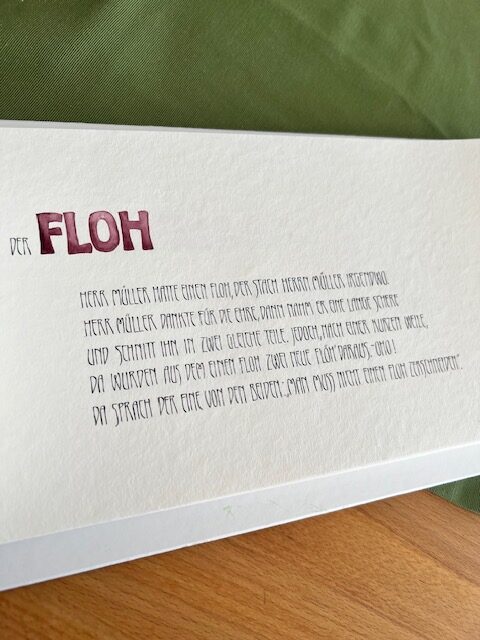 DER FLOH
HERR MÜLLER HATTE EINEN FLOH, DER STACH HERRN MÜLLER IRGENDWO.
HERR MÜLLER DANKTE FÜR DIE EHRE, DANN NAHM ER EINE LANGE SCHERE
UND SCHNITT IHN IN ZWEI GLEICHE TEILE. JEDOCH, NACH EINER KURZEN WEILE,
DA WURDEN AUS DEM EINEN FLOH ZWEI NEUE FLÖH' DARAUS,-OHO!
DA SPRACH DER EINE VON DEN BEIDEN: „MAN MUSS NICHT EINEN FLOH ZERSCHNEIDEN".